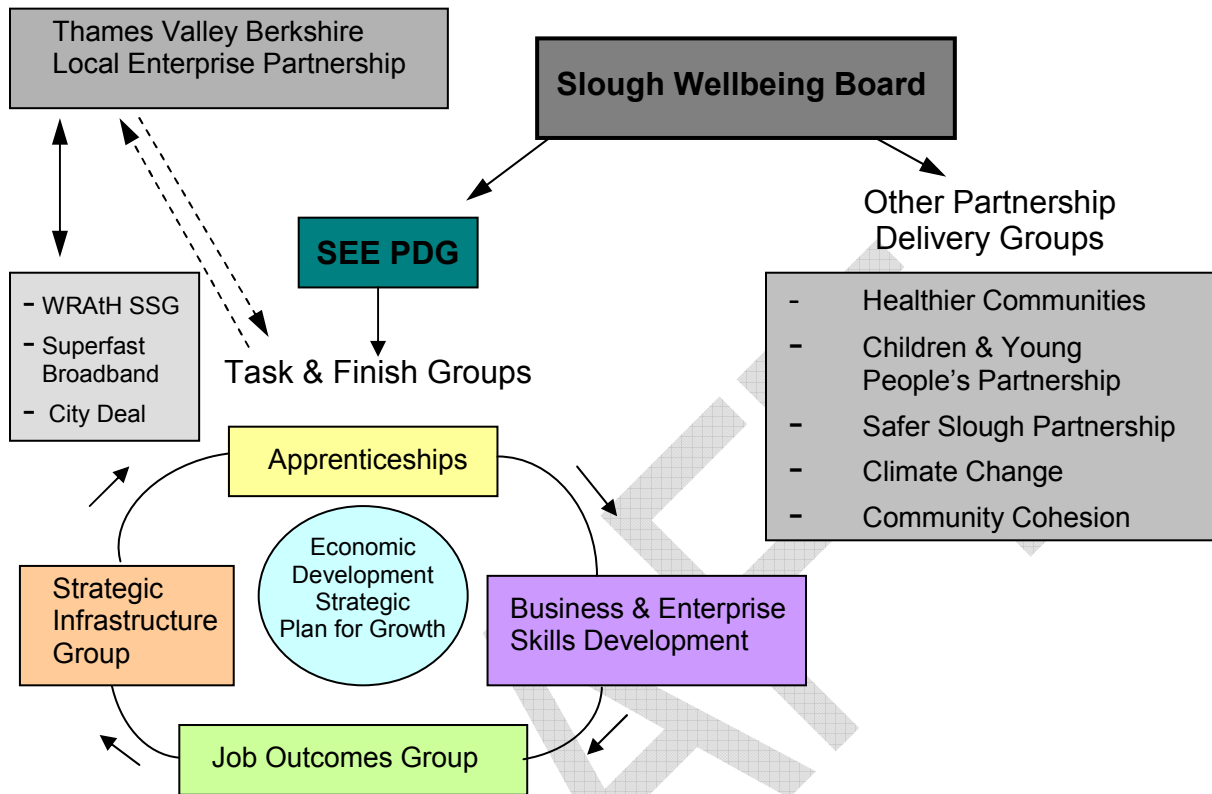 Thames Valley Berkshire
Local Enterprise Partnership
Slough Wellbeing Board
SEE PDG
Other Partnership
Delivery Groups
- WRAtH SSG
- Superfast
Broadband
- City Deal
Task & Finish Groups
- Healthier Communities
- Children & Young
People's Partnership
- Safer Slough Partnership
- Climate Change
- Community Cohesion
Apprenticeships
Economic
Development
Strategic
Plan for Growth
Strategic
Infrastructure
Group
Business & Enterprise
Skills Development
Job Outcomes Group